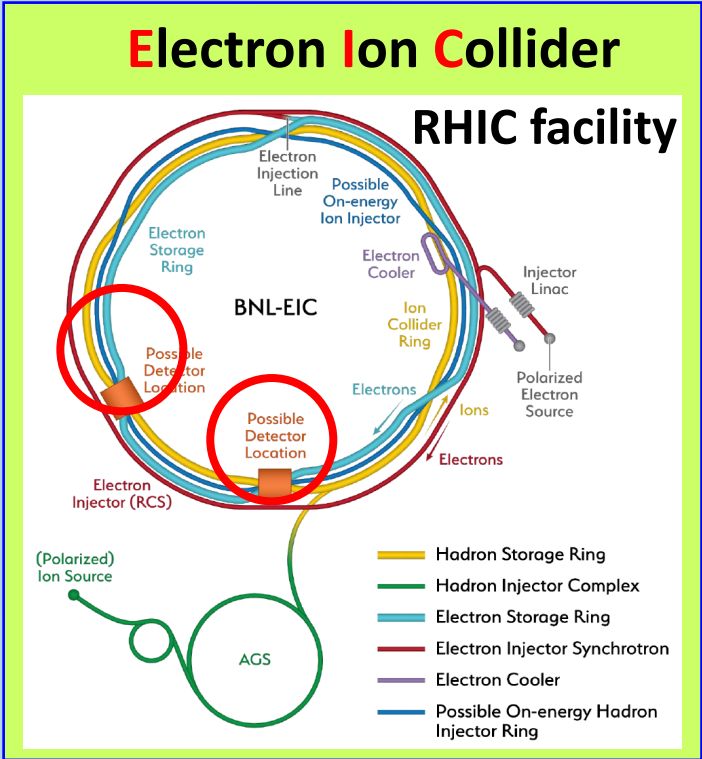 Electron Ion Collider
RHIC facility
Electron
Injection
Line
Possible
On-energy
Ion Injector
Electron
Storage
Ring
Electron
Cooler
Injector
Linac
BNL-EIC
Ion
Collider
Ring
Possible
Detector
Location
Polarized
Electron
Source
Electrons
Ions
Possible
Detector
Location
Electrons
Electron
Injector (RCS)
(Polarized)
Ion Source
AGS
Hadron Storage Ring
Hadron Injector Complex
Electron Storage Ring
Electron Injector Synchrotron
Electron Cooler
Possible On-energy Hadron
Injector Ring